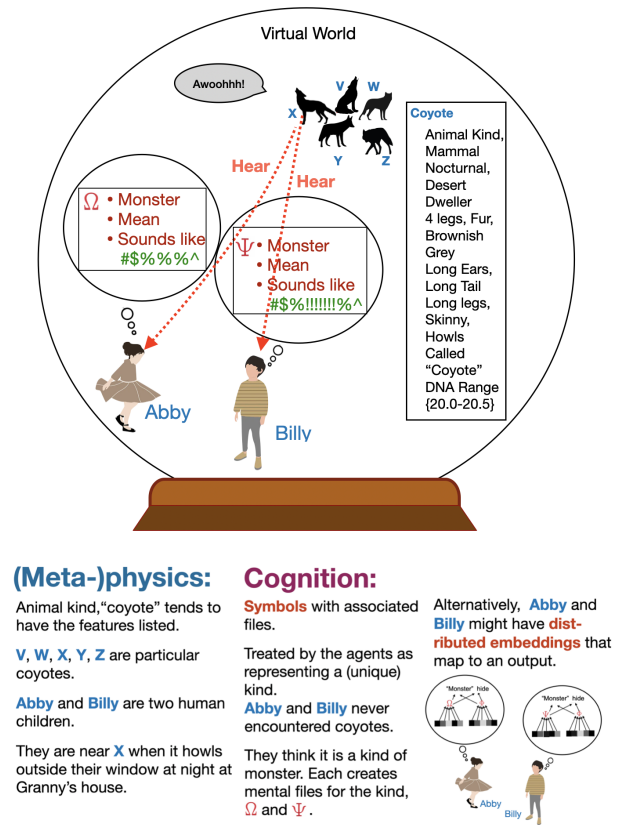 Virtual World
Awoohhh!
V
W
X
Y
Z
Coyote
Animal Kind,
Mammal
Nocturnal,
Desert
Dweller
4 legs, Fur,
Brownish
Grey
Long Ears,
Long Tail
Long legs,
Skinny,
Howls
Called
“Coyote”
DNA Range
{20.0-20.5}
Hear
Hear
Ω • Monster
• Mean
• Sounds like
#$%%%^
Ψ • Monster
• Mean
• Sounds like
#$%!!!!!!!%^
Abby
Billy
(Meta-)physics:
Animal kind,“coyote” tends to
have the features listed.
V, W, X, Y, Z are particular
coyotes.
Abby and Billy are two human
children.
They are near X when it howls
outside their window at night at
Granny’s house.
Cognition:
Symbols with associated
files.
Treated by the agents as
representing a (unique)
kind.
Abby and Billy never
encountered coyotes.
They think it is a kind of
monster. Each creates
mental files for the kind,
Ω and Ψ.
Alternatively, Abby and
Billy might have dist-
ributed embeddings that
map to an output.
“Monster” hide
“Monster” hide
Abby
Billy